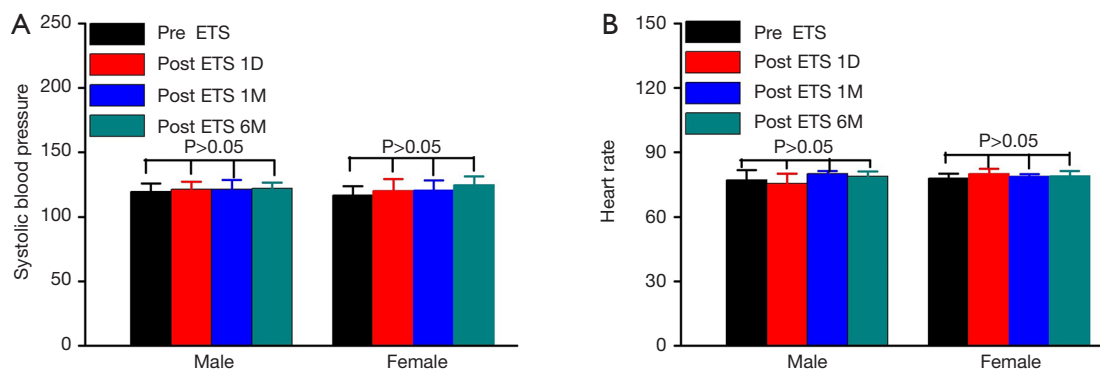 A
Systolic blood pressure
250
200
150
100
50
0
Pre ETS
Post ETS 1D
Post ETS 1M
Post ETS 6M
P>0.05
P>0.05
Male
Female
B
Heart rate
150
120
90
60
30
0
Pre ETS
Post ETS 1D
Post ETS 1M
Post ETS 6M
P>0.05
P>0.05
Male
Female